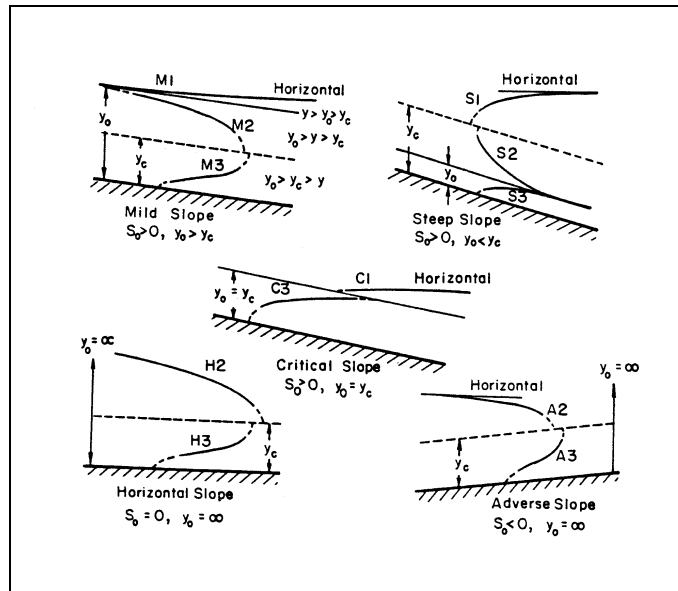 M1
Horizontal
y > y₀ > y꜀
M2
y₀ > y > y꜀
y₀
y꜀
M3
y₀ > y꜀ > y
Mild Slope
S₀>0, y₀ > y꜀
Horizontal
S1
y꜀
S2
y₀
S3
Steep Slope
S₀>0, y₀<y꜀
C1
Horizontal
C3
y₀ = y꜀
Critical Slope
S₀>0, y₀ = y꜀
y₀ = ∝
H2
H3
y꜀
Horizontal Slope
S₀ = 0, y₀ = ∞
y₀ = ∞
Horizontal
A2
y꜀
A3
Adverse Slope
S₀<0, y₀ = ∞